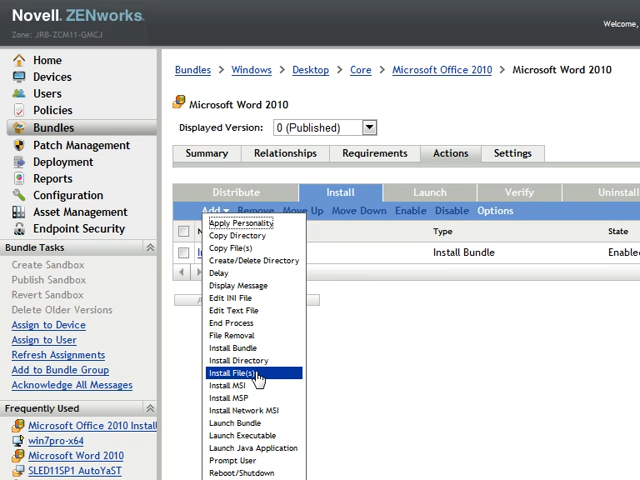 Novell. ZENworks.
Zone: JRB-ZCM11-GMCJ
Welcome,
Home
Devices
Users
Policies
Bundles
Patch Management
Deployment
Reports
Configuration
Asset Management
Endpoint Security
Bundle Tasks
Create Sandbox
Publish Sandbox
Revert Sandbox
Delete Older Versions
Assign to Device
Assign to User
Refresh Assignments
Add to Bundle Group
Acknowledge All Messages
Frequently Used
Microsoft Office 2010 Instal
win7pro-x64
Microsoft Word 2010
SLED11SP1 AutoYaST
Bundles > Windows > Desktop > Core > Microsoft Office 2010 > Microsoft Word 2010
Microsoft Word 2010
Displayed Version: 0 (Published)
Summary Relationships Requirements Actions Settings
Distribute Install Launch Verify Uninstall
Add Remove Move Up Move Down Enable Disable Options
Type State
Install Bundle Enabled
Apply Personality
Copy Directory
Copy File(s)
Create/Delete Directory
Delay
Display Message
Edit INI File
Edit Text File
End Process
File Removal
Install Bundle
Install Directory
Install File(s)
Install MSI
Install MSP
Install Network MSI
Launch Bundle
Launch Executable
Launch Java Application
Prompt User
Reboot/Shutdown